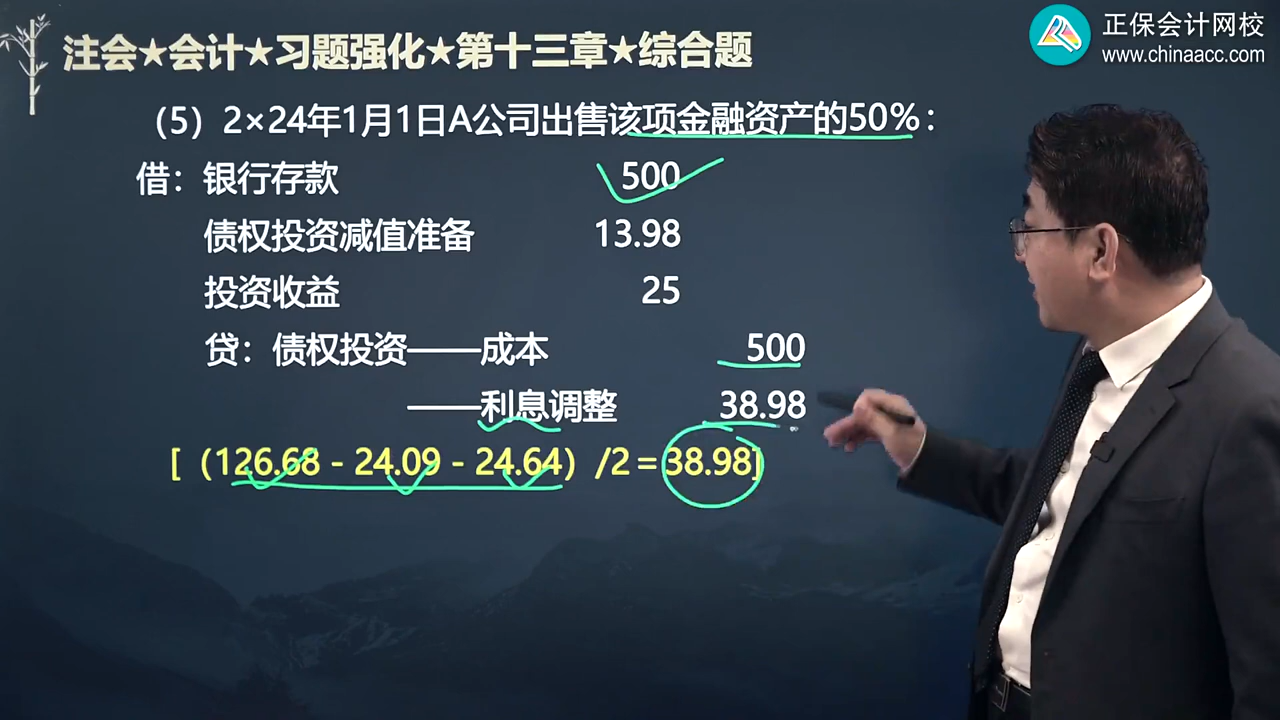 正保会计网校
www.chinaacc.com
注会★会计★习题强化★第十三章★综合题
（5）2×24年1月1日A公司出售该项金融资产的50%：
借：银行存款 500
债权投资减值准备 13.98
投资收益 25
贷：债权投资——成本 500
——利息调整 38.98
[（126.68 - 24.09 - 24.64）/2 = 38.98]